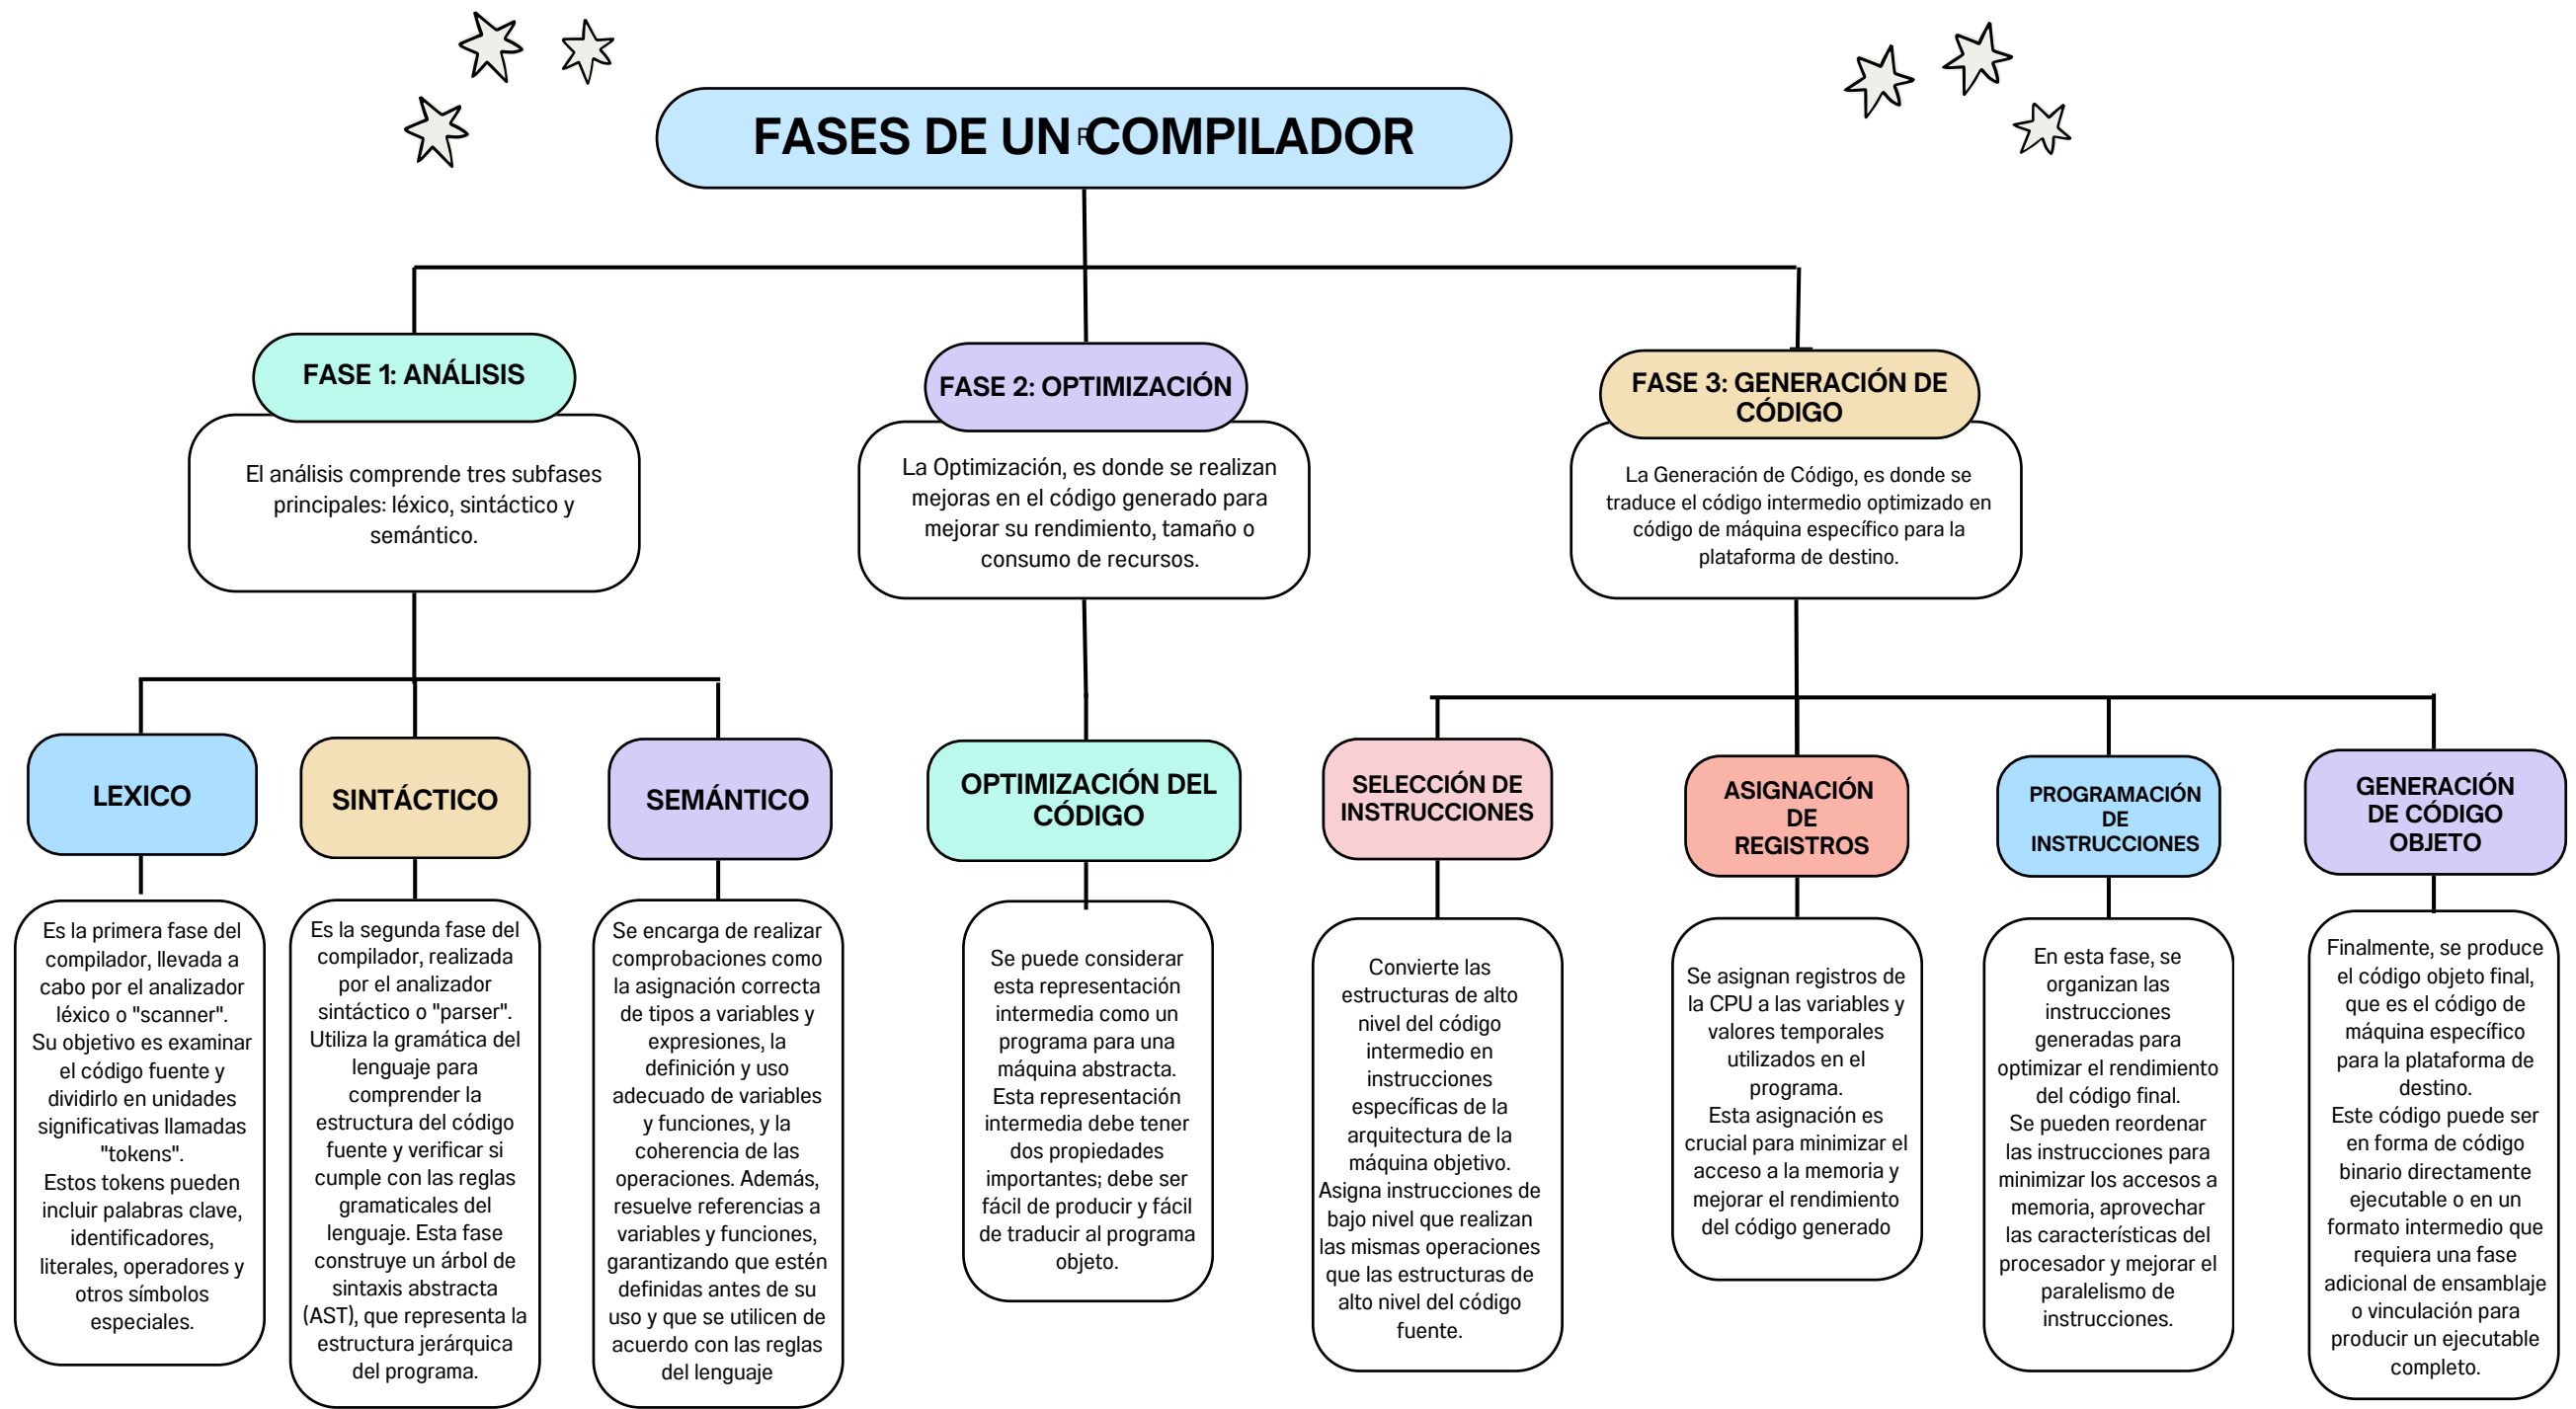 FASES DE UN COMPILADOR
FASE 1: ANÁLISIS
El análisis comprende tres subfases
principales: léxico, sintáctico y
semántico.
FASE 2: OPTIMIZACIÓN
La Optimización, es donde se realizan
mejoras en el código generado para
mejorar su rendimiento, tamaño o
consumo de recursos.
FASE 3: GENERACIÓN DE
CÓDIGO
La Generación de Código, es donde se
traduce el código intermedio optimizado en
código de máquina específico para la
plataforma de destino.
LEXICO
Es la primera fase del
compilador, llevada a
cabo por el analizador
léxico o "scanner".
Su objetivo es examinar
el código fuente y
dividirlo en unidades
significativas llamadas
"tokens".
Estos tokens pueden
incluir palabras clave,
identificadores,
literales, operadores y
otros símbolos
especiales.
SINTÁCTICO
Es la segunda fase del
compilador, realizada
por el analizador
sintáctico o "parser".
Utiliza la gramática del
lenguaje para
comprender la
estructura del código
fuente y verificar si
cumple con las reglas
gramaticales del
lenguaje. Esta fase
construye un árbol de
sintaxis abstracta
(AST), que representa la
estructura jerárquica
del programa.
SEMÁNTICO
Se encarga de realizar
comprobaciones como
la asignación correcta
de tipos a variables y
expresiones, la
definición y uso
adecuado de variables
y funciones, y la
coherencia de las
operaciones. Además,
resuelve referencias a
variables y funciones,
garantizando que estén
definidas antes de su
uso y que se utilicen de
acuerdo con las reglas
del lenguaje
OPTIMIZACIÓN DEL
CÓDIGO
Se puede considerar
esta representación
intermedia como un
programa para una
máquina abstracta.
Esta representación
intermedia debe tener
dos propiedades
importantes; debe ser
fácil de producir y fácil
de traducir al programa
objeto.
SELECCIÓN DE
INSTRUCCIONES
Convierte las
estructuras de alto
nivel del código
intermedio en
instrucciones
específicas de la
arquitectura de la
máquina objetivo.
Asigna instrucciones de
bajo nivel que realizan
las mismas operaciones
que las estructuras de
alto nivel del código
fuente.
ASIGNACIÓN
DE
REGISTROS
Se asignan registros de
la CPU a las variables y
valores temporales
utilizados en el
programa.
Esta asignación es
crucial para minimizar el
acceso a la memoria y
mejorar el rendimiento
del código generado
PROGRAMACIÓN
DE
INSTRUCCIONES
En esta fase, se
organizan las
instrucciones
generadas para
optimizar el rendimiento
del código final.
Se pueden reordenar
las instrucciones para
minimizar los accesos a
memoria, aprovechar
las características del
procesador y mejorar el
paralelismo de
instrucciones.
GENERACIÓN
DE CÓDIGO
OBJETO
Finalmente, se produce
el código objeto final,
que es el código de
máquina específico
para la plataforma de
destino.
Este código puede ser
en forma de código
binario directamente
ejecutable o en un
formato intermedio que
requiera una fase
adicional de ensamblaje
o vinculación para
producir un ejecutable
completo.